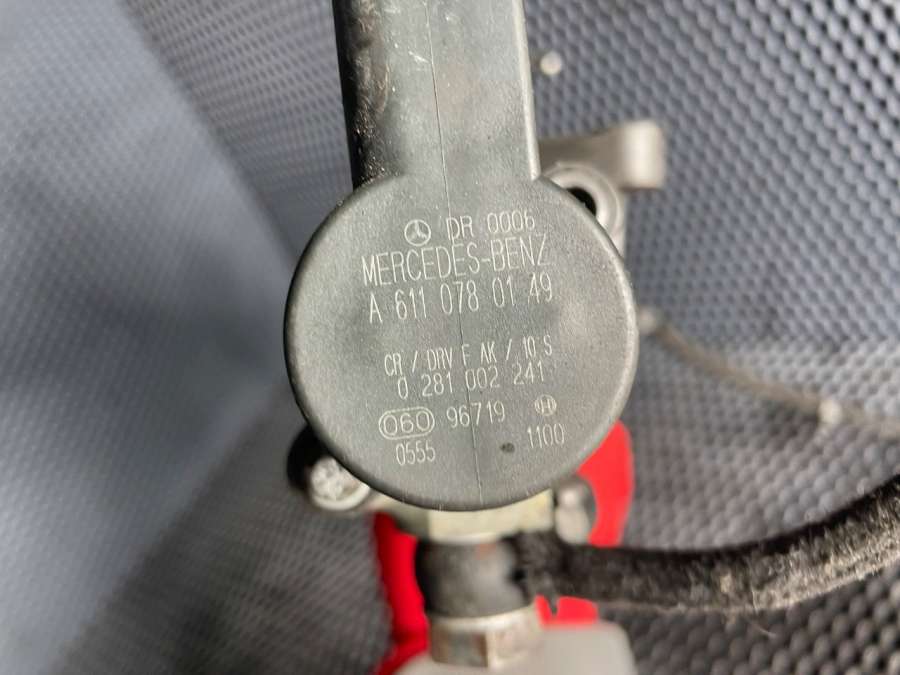 DR 0006
MERCEDES-BENZ
A 611 078 01 49
CR / DRV F AK / 10 S
0 281 002 241
060 96719
0555 1100